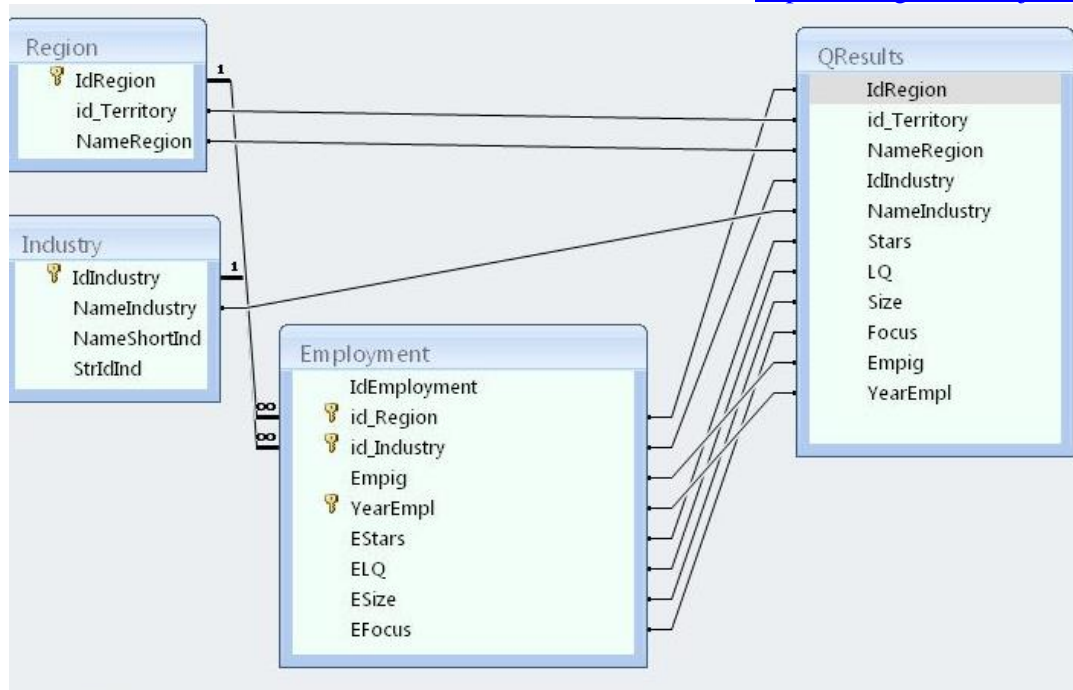 Region
IdRegion
id_Territory
NameRegion
1
Industry
IdIndustry
NameIndustry
NameShortInd
StrIdInd
1
Employment
IdEmployment
id_Region
id_Industry
Empig
YearEmpl
EStars
ELQ
ESize
EFocus
∞
∞
QResults
IdRegion
id_Territory
NameRegion
IdIndustry
NameIndustry
Stars
LQ
Size
Focus
Empig
YearEmpl